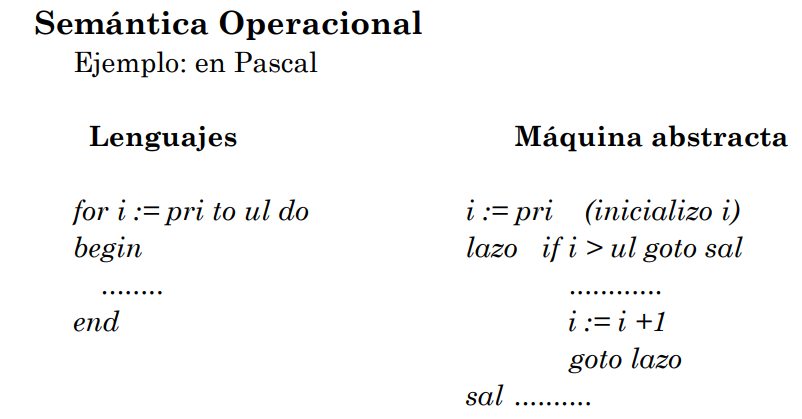 Semántica Operacional
Ejemplo: en Pascal
Lenguajes
Máquina abstracta
for i := pri to ul do
begin
........
end
i := pri (inicializo i)
lazo if i > ul goto sal
............
i := i +1
goto lazo
sal ..........